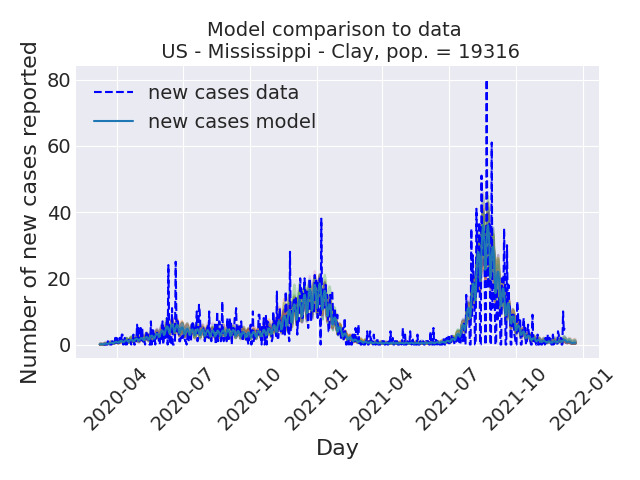 Model comparison to data
US - Mississippi - Clay, pop. = 19316
Number of new cases reported
80
60
40
20
0
new cases data
new cases model
2020-04
2020-07
2020-10
2021-01
2021-04
2021-07
2021-10
2022-01
Day